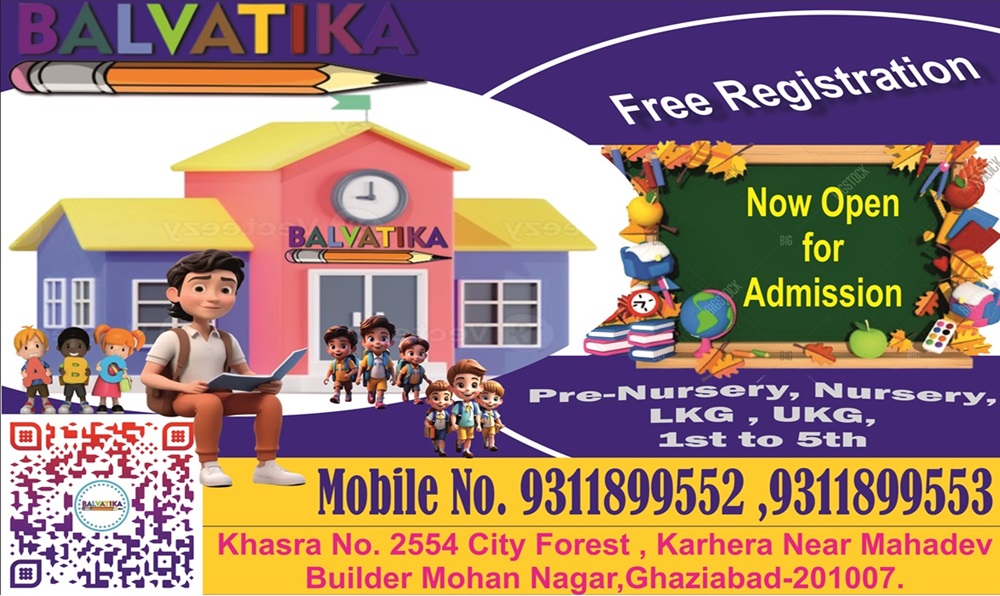 BALVATIKA
Free Registration
BALVATIKA
Now Open
for
Admission
A B C
Pre-Nursery, Nursery,
LKG , UKG,
1st to 5th
BALVATIKA
Mobile No. 9311899552 ,9311899553
Khasra No. 2554 City Forest , Karhera Near Mahadev
Builder Mohan Nagar,Ghaziabad-201007.